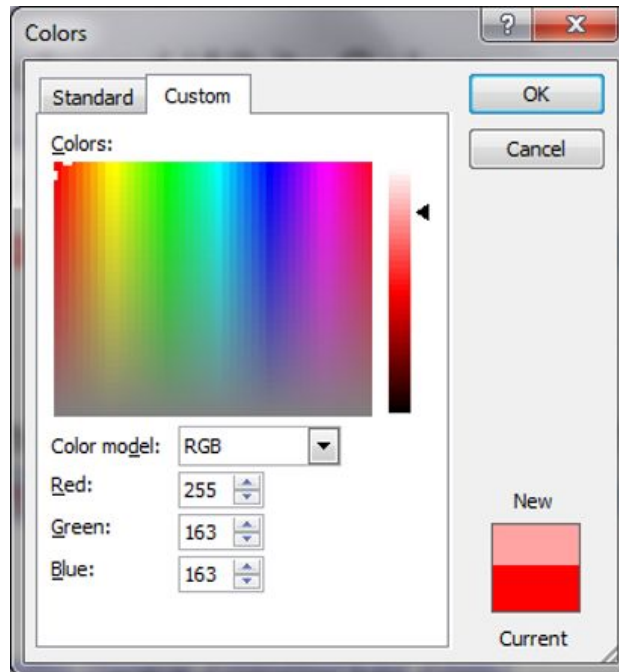 Colors
?
X
Standard
Custom
OK
Cancel
Colors:
Color model:
RGB
Red:
255
Green:
163
Blue:
163
New
Current